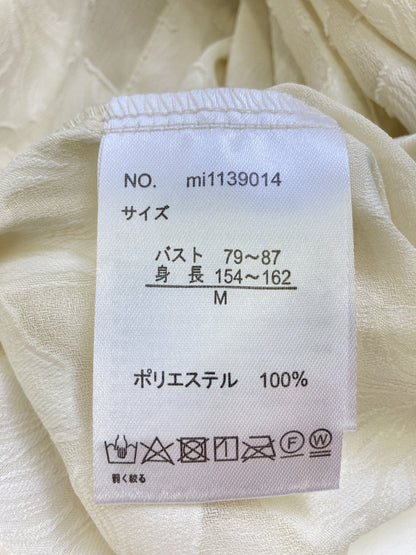 NO. mi1139014
サイズ
バスト 79〜87
身 長 154〜162
M
ポリエステル 100%
F W
弱く絞る